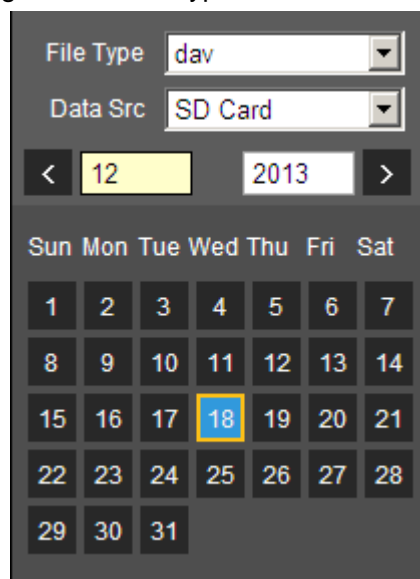 File Type dav
Data Src SD Card
< 12 2013 >
Sun Mon Tue Wed Thu Fri Sat
1 2 3 4 5 6 7
8 9 10 11 12 13 14
15 16 17 18 19 20 21
22 23 24 25 26 27 28
29 30 31